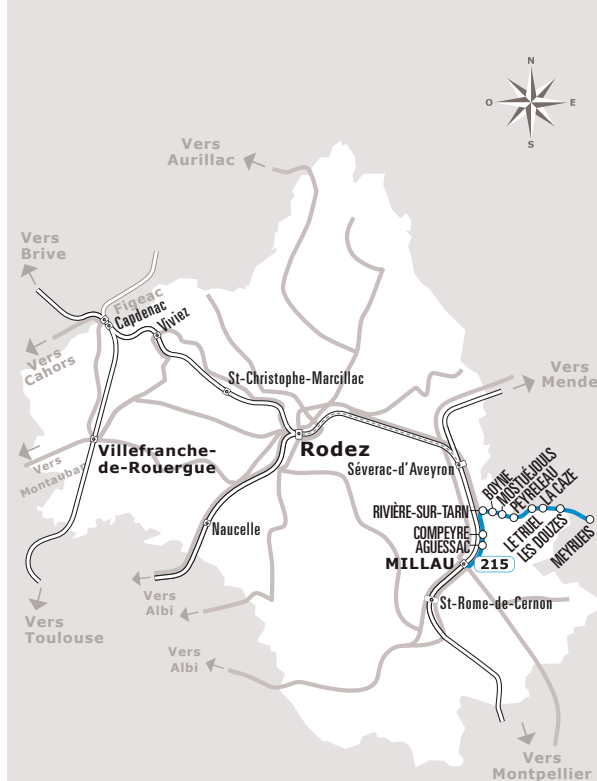 N
O
E
S
Vers
Aurillac
Vers
Brive
Figeac
Capdenac
Viviez
Vers
Cahors
St-Christophe-Marcillac
Vers
Mende
Rodez
Villefranche-
de-Rouergue
Vers
Montauban
Séverac-d'Aveyron
BOYNE
MOSTUÉJOULS
PEYRELEAU
LA CAZE
RIVIÈRE-SUR-TARN
LE TRUEL
LES DOUZES
MEYRUEIS
COMPEYRE
AGUESSAC
MILLAU
215
Naucelle
St-Rome-de-Cernon
Vers
Albi
Vers
Toulouse
Vers
Albi
Vers
Montpellier